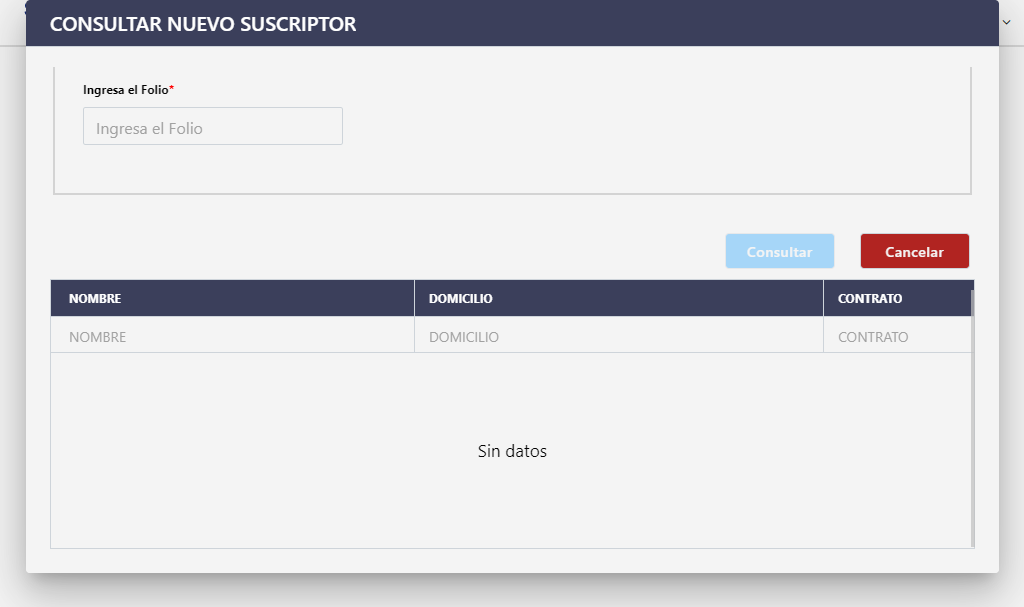 CONSULTAR NUEVO SUSCRIPTOR
Ingresa el Folio*
Ingresa el Folio
Consultar Cancelar
NOMBRE DOMICILIO CONTRATO
NOMBRE DOMICILIO CONTRATO
Sin datos